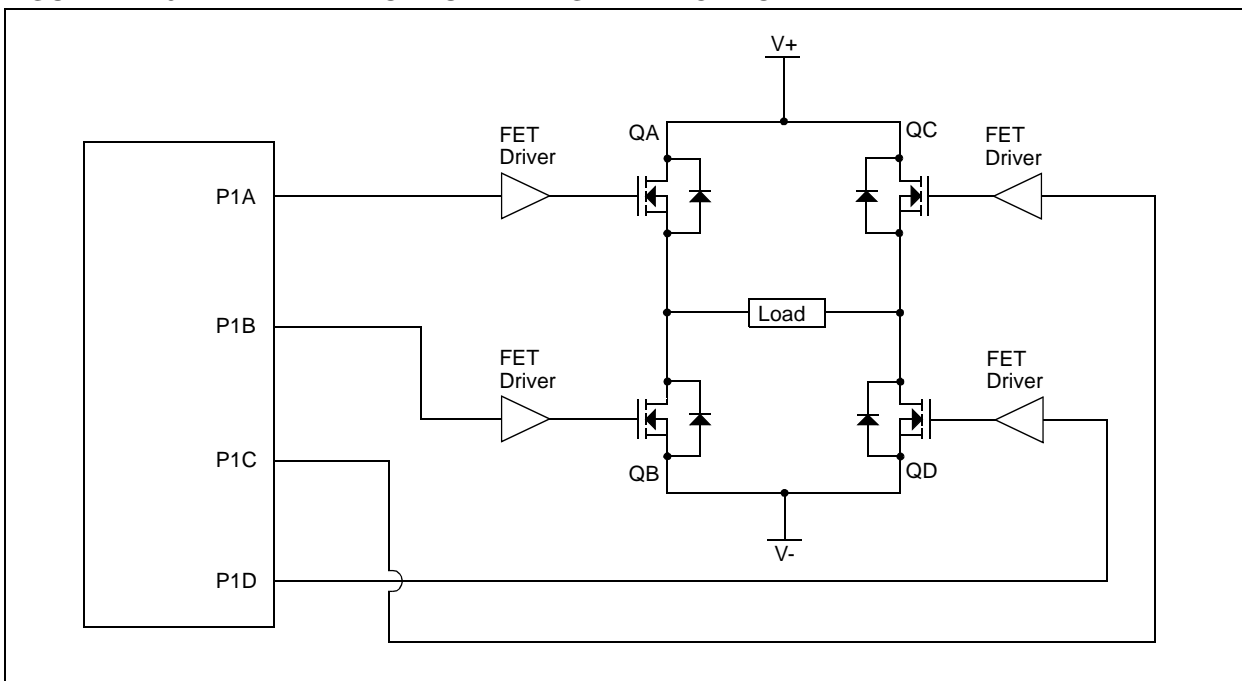 V+
QA
QC
FET
Driver
FET
Driver
P1A
P1B
Load
FET
Driver
FET
Driver
P1C
QB
QD
V-
P1D